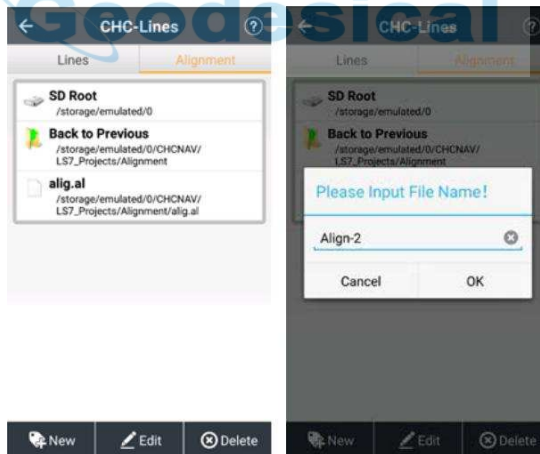 Geodesical
CHC-Lines
?
Lines
Alignment
SD Root
/storage/emulated/0
Back to Previous
/storage/emulated/0/CHCNAV/
LS7_Projects/Alignment
alig.al
/storage/emulated/0/CHCNAV/
LS7_Projects/Alignment/alig.al
New
Edit
Delete
CHC-Lines
?
Lines
Alignment
SD Root
/storage/emulated/0
Back to Previous
/storage/emulated/0/CHCNAV/
LS7_Projects/Alignment
Please Input File Name!
Align-2
Cancel
OK
New
Edit
Delete